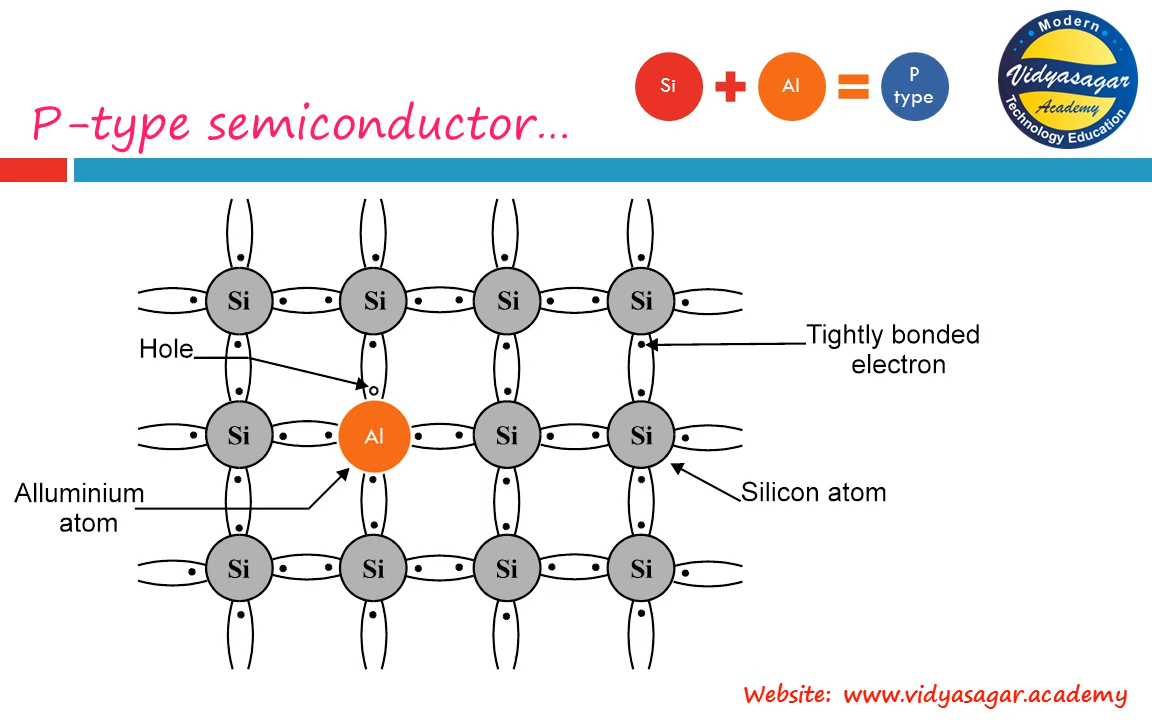 Si
Al
P
type
Modern
Vidyasagar
Academy
Technology Education
P-type semiconductor...
Si Si Si Si
Hole
Tightly bonded
electron
Si Al Si Si
Alluminium
atom
Silicon atom
Si Si Si Si
Website: www.vidyasagar.academy